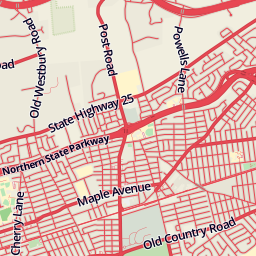 Post Road
Powells Lane
Old Westbury Road
oad
State Highway 25
Northern State Parkway
Maple Avenue
Cherry Lane
Old Country Road